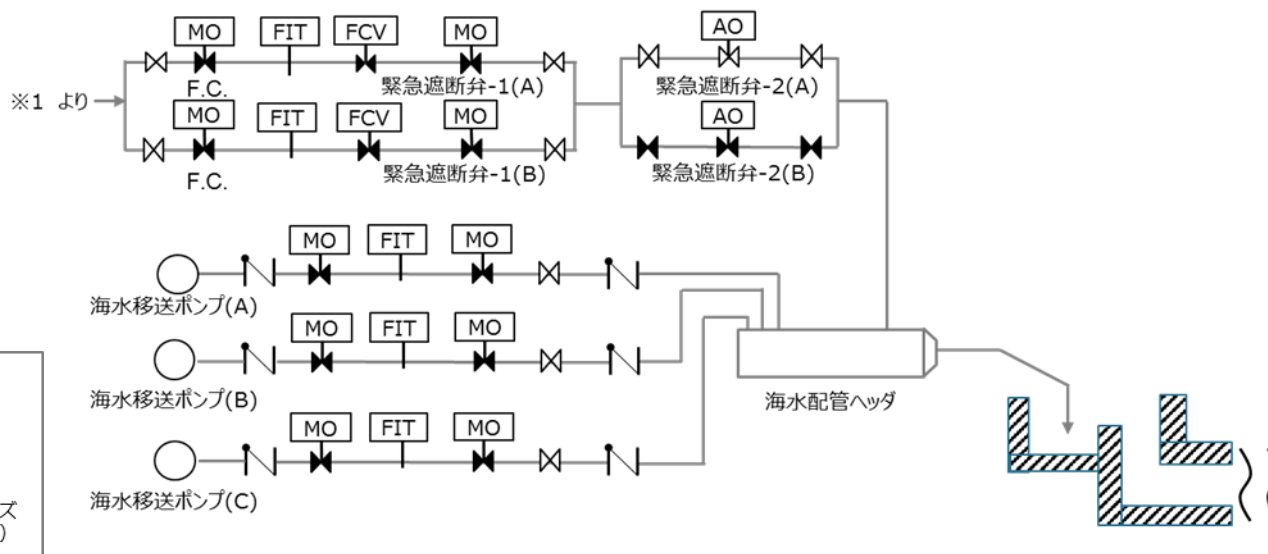 MO FIT FCV MO AO
※1 より
F.C. 緊急遮断弁-1(A) 緊急遮断弁-2(A)
MO FIT FCV MO AO
F.C. 緊急遮断弁-1(B) 緊急遮断弁-2(B)
MO FIT MO
海水移送ポンプ(A)
MO FIT MO
海水移送ポンプ(B)
海水配管ヘッダ
MO FIT MO
海水移送ポンプ(C)
ズ
)